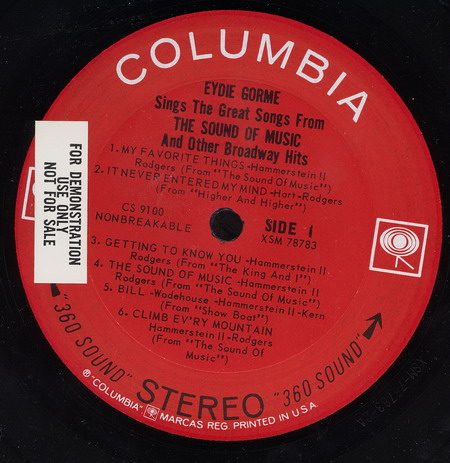 COLUMBIA
EYDIE GORME
Sings The Great Songs From
THE SOUND OF MUSIC
And Other Broadway Hits
1. MY FAVORITE THINGS -Hammerstein II
Rodgers (From "The Sound Of Music")
2. IT NEVER ENTERED MY MIND -Hart-Rodgers
(From "Higher And Higher")
CS 9100
NONBREAKABLE
SIDE 1
XSM 78783
3. GETTING TO KNOW YOU -Hammerstein II
Rodgers (From "The King And I")
4. THE SOUND OF MUSIC -Hammerstein II
Rodgers (From "The Sound Of Music")
5. BILL -Wodehouse -Hammerstein II-Kern
(From "Show Boat")
6. CLIMB EV'RY MOUNTAIN
Hammerstein II-Rodgers
(From "The Sound Of
Music")
FOR DEMONSTRATION
USE ONLY
NOT FOR SALE
"360 SOUND" STEREO "360 SOUND"
® "COLUMBIA" MARCAS REG. PRINTED IN U.S.A.